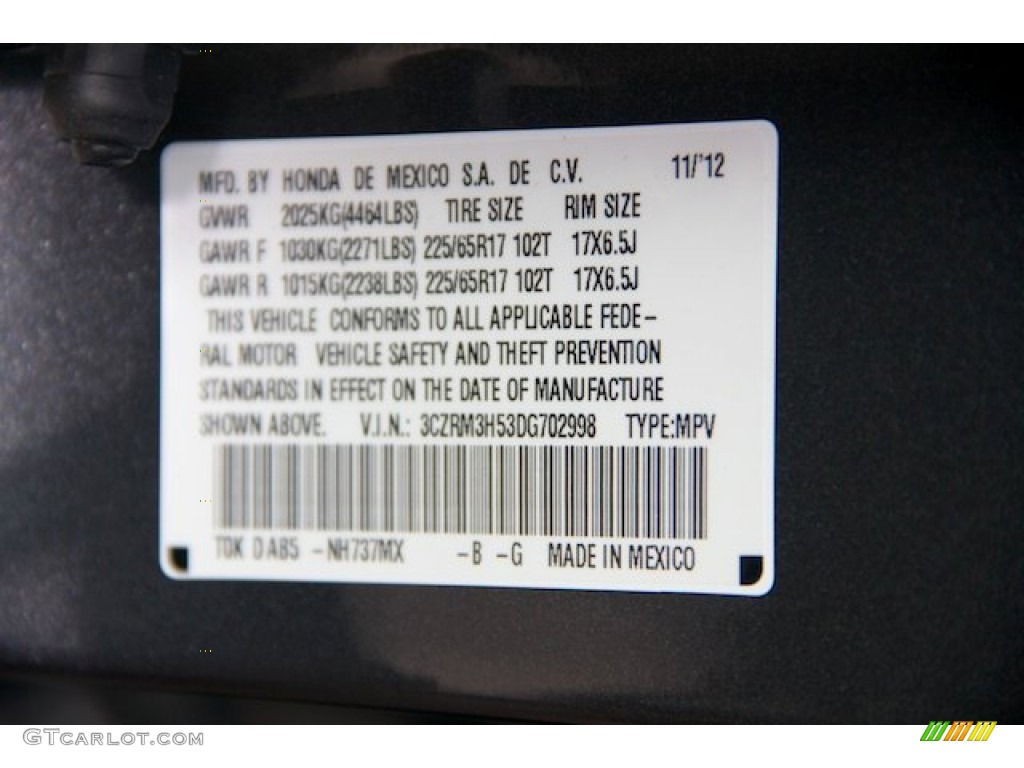 MFD. BY HONDA DE MEXICO S.A. DE C.V. 11/'12
GVWR 2025KG(4464LBS) TIRE SIZE RIM SIZE
GAWR F 1030KG(2271LBS) 225/65R17 102T 17X6.5J
GAWR R 1015KG(2238LBS) 225/65R17 102T 17X6.5J
THIS VEHICLE CONFORMS TO ALL APPLICABLE FEDE-
RAL MOTOR VEHICLE SAFETY AND THEFT PREVENTION
STANDARDS IN EFFECT ON THE DATE OF MANUFACTURE
SHOWN ABOVE. V.I.N.: 3CZRM3H53DG702998 TYPE:MPV
TDK D AB5 -NH737MX -B -G MADE IN MEXICO
GTCARLOT.COM